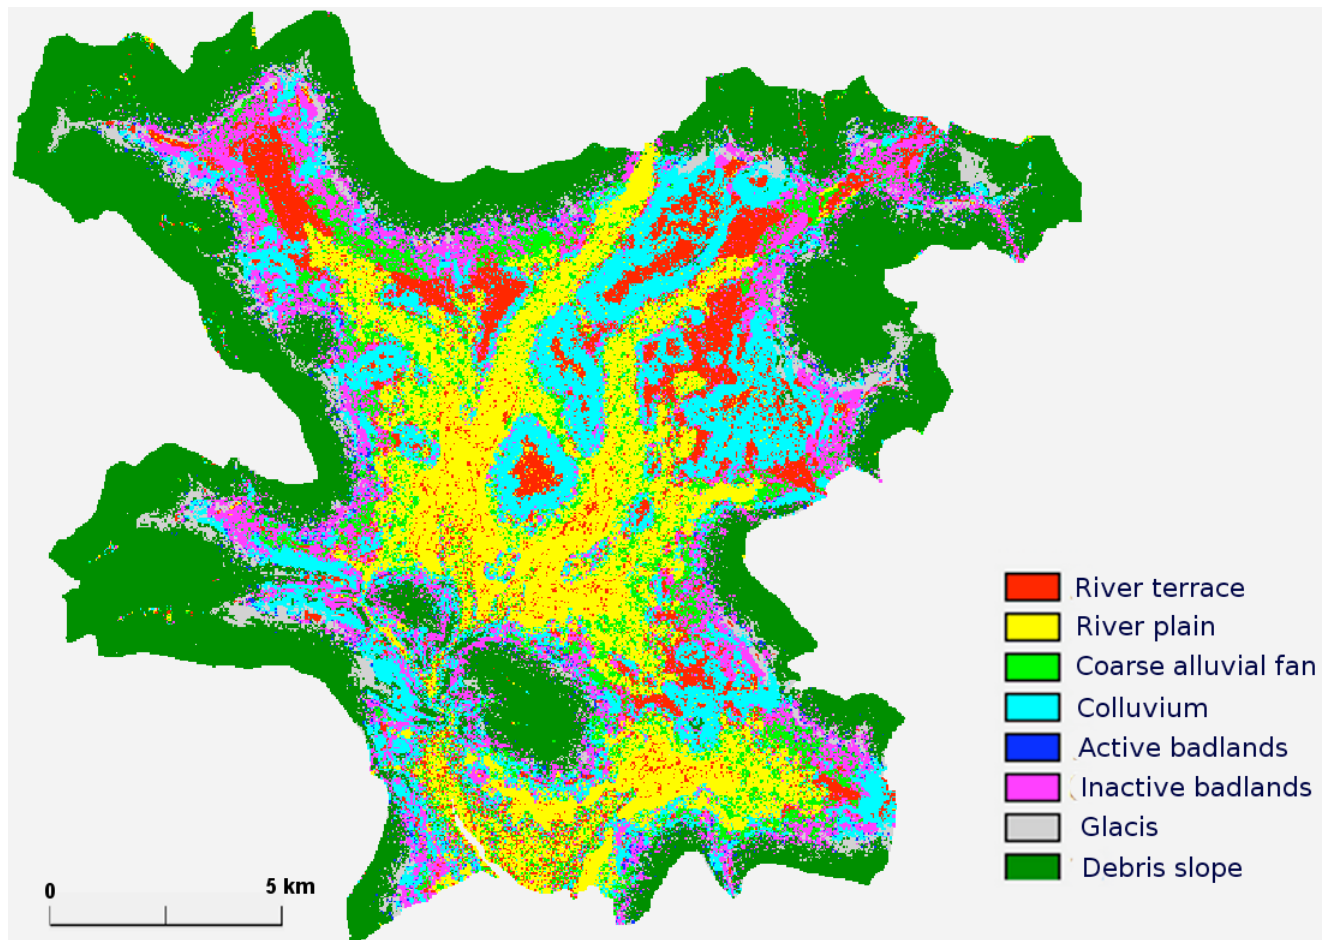 River terrace
River plain
Coarse alluvial fan
Colluvium
Active badlands
Inactive badlands
Glacis
Debris slope
0 5 km